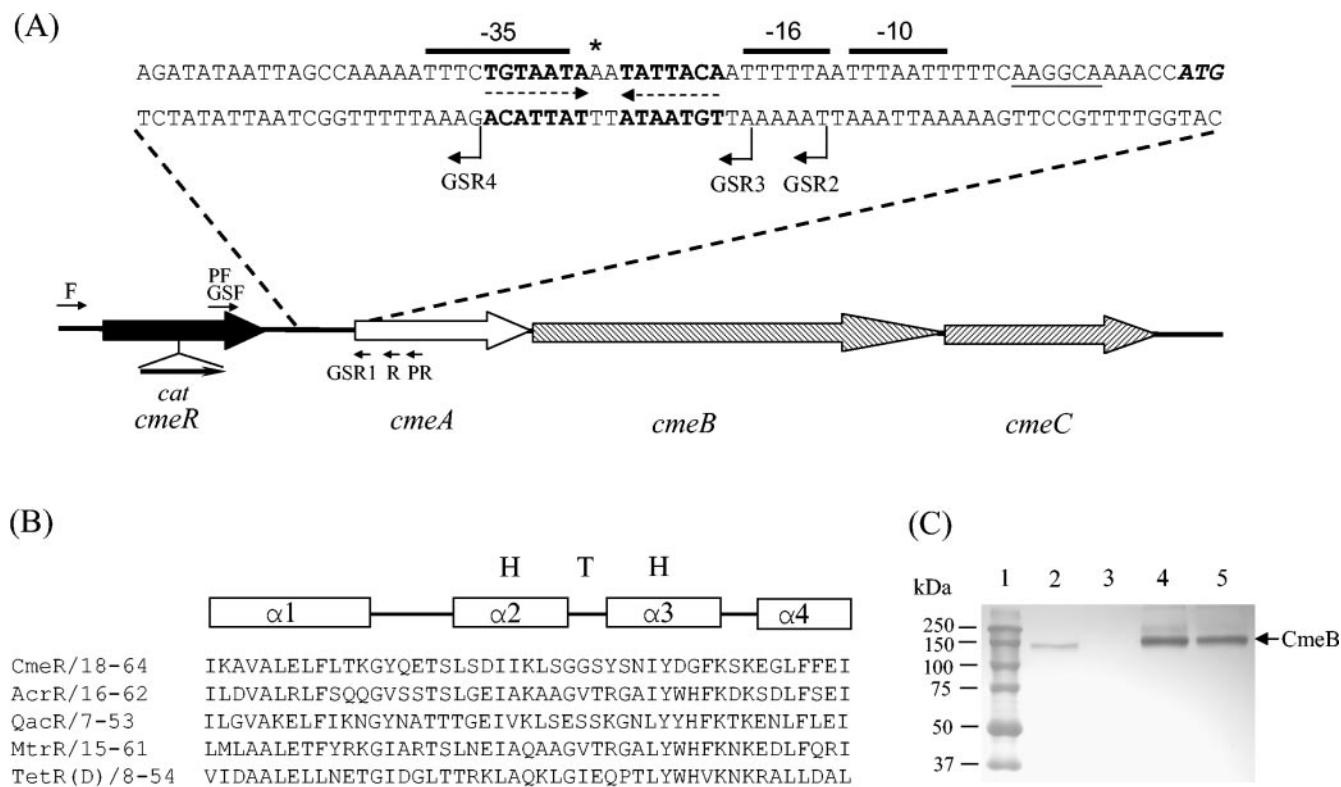 (A)
-35 * -16 -10
AGATATAATTAGCCAAAAATTTCTGTAATAAATATTACAATTTTTAATTTAATTTTTCAAGGCAAAACCATG
TCTATATTAATCGGTTTTTAAAGACATTATTTATAATGTTAAAAATTAAATTAAAAAGTTCCGTTTTGGTAC
GSR4 GSR3 GSR2
F PF
GSF
GSR1 R PR
cat
cmeR cmeA cmeB cmeC
(B)
H T H
α1 α2 α3 α4
CmeR/18-64 IKAVALELFLTKGYQETSLSDIIKLSGGSYSNIYDGFKSKEGLFFEI
AcrR/16-62 ILDVALRLFSQQGVSSTSLGEIAKAAGVTRGAIYWHFKDKSDLFSEI
QacR/7-53 ILGVAKELFIKNGYNATTTGEIVKLSESSKGNLYYHFKTKENLFLEI
MtrR/15-61 LMLAALETFYRKGIARTSLNEIAQAAGVTRGALYWHFKNKEDLFQRI
TetR(D)/8-54 VIDAALELLNETGIDGLTTRKLAQKLGIEQPTLYWHVKNKRALLDAL
(C)
kDa 1 2 3 4 5
250
150
100
75
50
37
CmeB